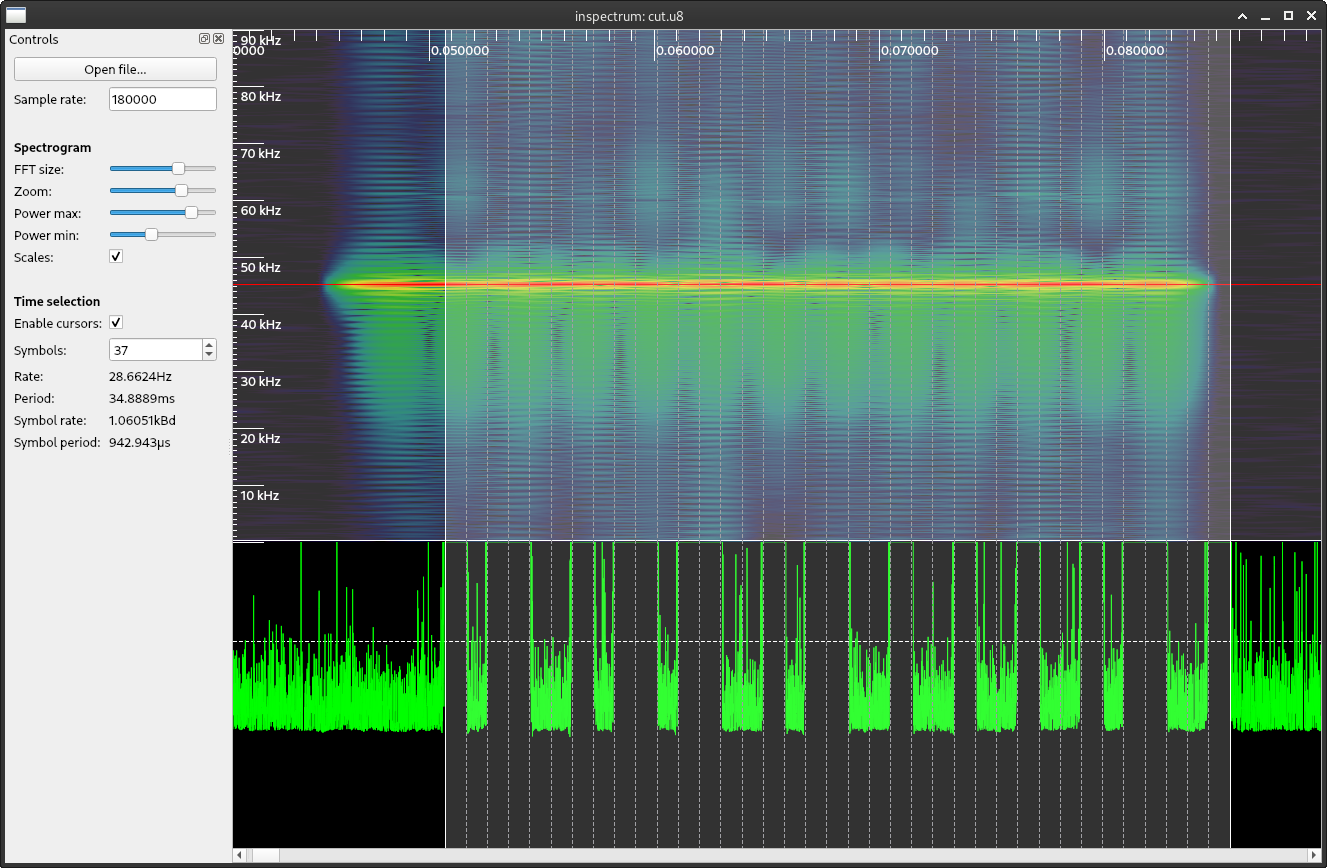 inspectrum: cut.u8
Controls
Open file...
Sample rate: 180000
Spectrogram
FFT size:
Zoom:
Power max:
Power min:
Scales:
Time selection
Enable cursors:
Symbols: 37
Rate: 28.6624Hz
Period: 34.8889ms
Symbol rate: 1.06051kBd
Symbol period: 942.943µs
90 kHz
0000 0.050000 0.060000 0.070000 0.080000
80 kHz
70 kHz
60 kHz
50 kHz
40 kHz
30 kHz
20 kHz
10 kHz